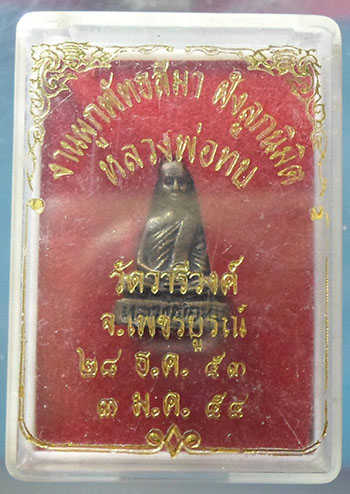 งานผูกพัทธสีมา ฝังลูกนิมิต
หลวงพ่อทบ
วัดวารีวงค์
จ.เพชรบูรณ์
๒๘ ธ.ค. ๕๓
๓ ม.ค. ๕๔